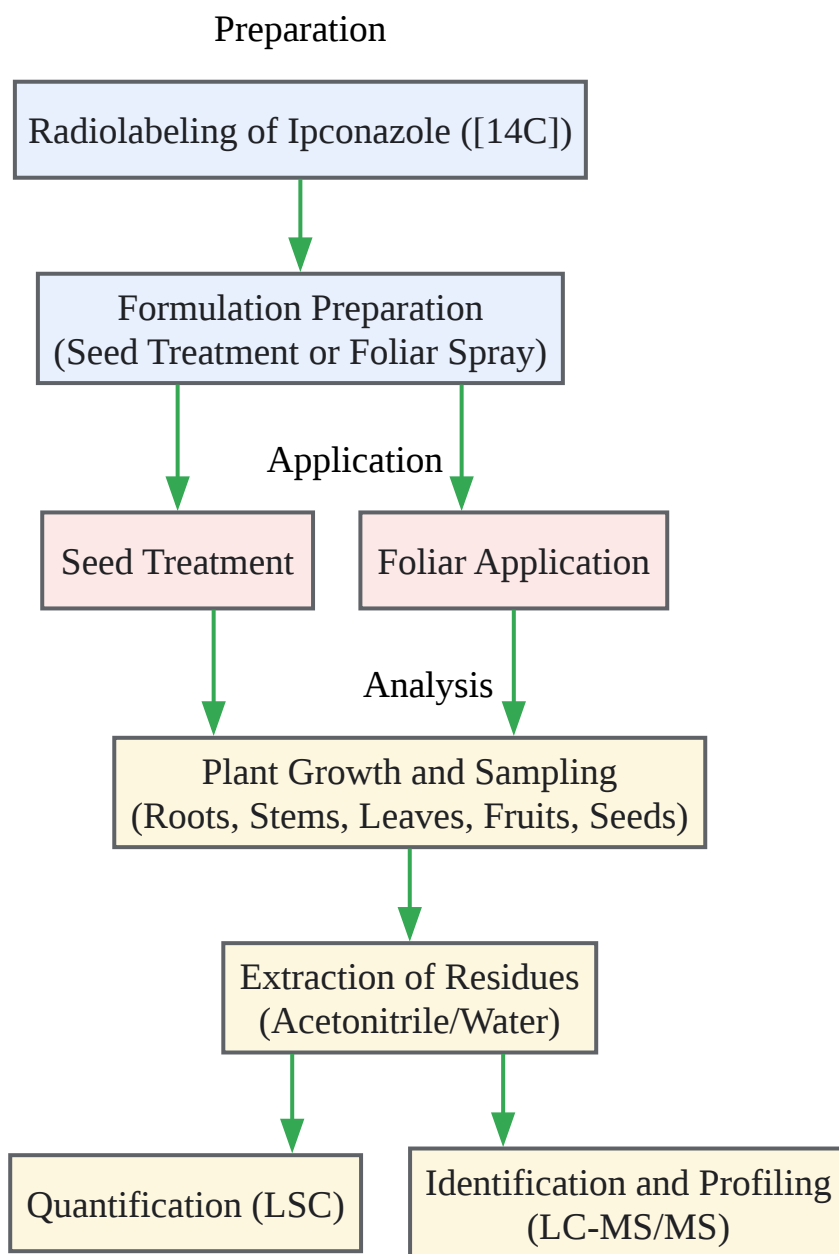 Preparation
Radiolabeling of Ipconazole ([14C])
Formulation Preparation
(Seed Treatment or Foliar Spray)
Application
Seed Treatment
Foliar Application
Analysis
Plant Growth and Sampling
(Roots, Stems, Leaves, Fruits, Seeds)
Extraction of Residues
(Acetonitrile/Water)
Quantification (LSC)
Identification and Profiling
(LC-MS/MS)